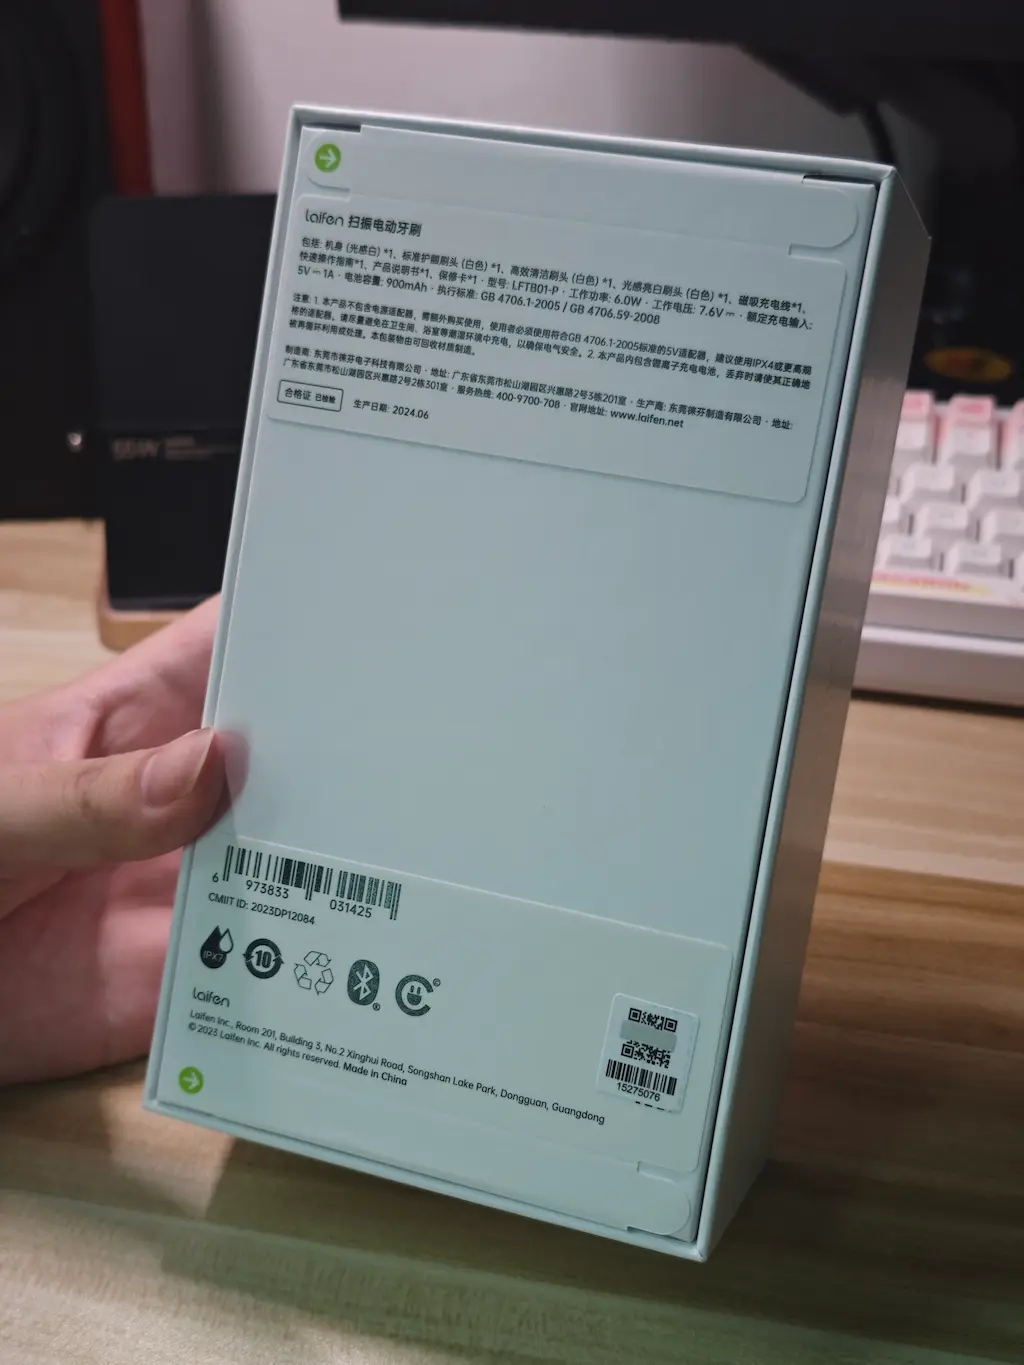 laifen 扫振电动牙刷
包括: 机身 (光感白) *1、标准护龈刷头 (白色) *1、高效清洁刷头 (白色) *1、光感亮白刷头 (白色) *1、磁吸充电线*1、
快速操作指南*1、产品说明书*1、保修卡*1 · 型号: LFTB01-P · 工作功率: 6.0W · 工作电压: 7.6V⎓ · 额定充电输入:
5V⎓1A · 电池容量: 900mAh · 执行标准: GB 4706.1-2005 / GB 4706.59-2008
注意: 1. 本产品不包含电源适配器, 需额外购买使用, 使用者必须使用符合GB 4706.1-2005标准的5V适配器, 建议使用IPX4或更高规
格的适配器, 请尽量避免在卫生间、浴室等潮湿环境中充电, 以确保电气安全。2. 本产品内包含锂离子充电电池, 丢弃时请使其正确地
被再循环利用或处理。本包装物由可回收材质制造。
制造商: 东莞市徕芬电子科技有限公司 · 地址: 广东省东莞市松山湖园区兴惠路2号3栋201室 · 生产商: 东莞徕芬制造有限公司 · 地址:
广东省东莞市松山湖园区兴惠路2号2栋301室 · 服务热线: 400-9700-708 · 官网地址: www.laifen.net
合格证 已检验 生产日期: 2024.06
55W
6 973833 031425
CMIIT ID: 2023DP12084
IPX7 10
laifen
Laifen Inc., Room 201, Building 3, No.2 Xinghui Road, Songshan Lake Park, Dongguan, Guangdong
© 2023 Laifen Inc. All rights reserved. Made in China
15275076